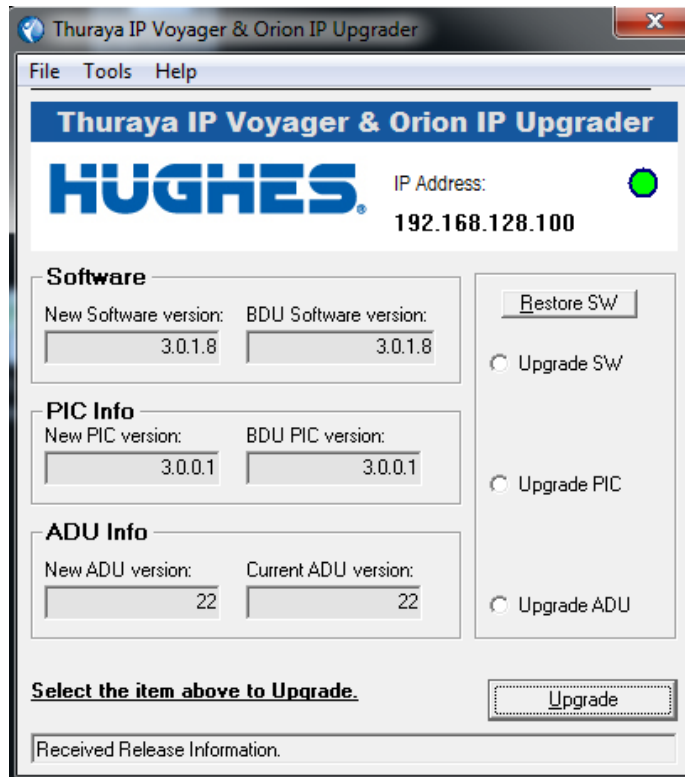 Thuraya IP Voyager & Orion IP Upgrader
x
File Tools Help
Thuraya IP Voyager & Orion IP Upgrader
HUGHES.
IP Address:
192.168.128.100
Software
New Software version: BDU Software version:
3.0.1.8 3.0.1.8
Restore SW
Upgrade SW
PIC Info
New PIC version: BDU PIC version:
3.0.0.1 3.0.0.1
Upgrade PIC
ADU Info
New ADU version: Current ADU version:
22 22
Upgrade ADU
Select the item above to Upgrade.
Upgrade
Received Release Information.